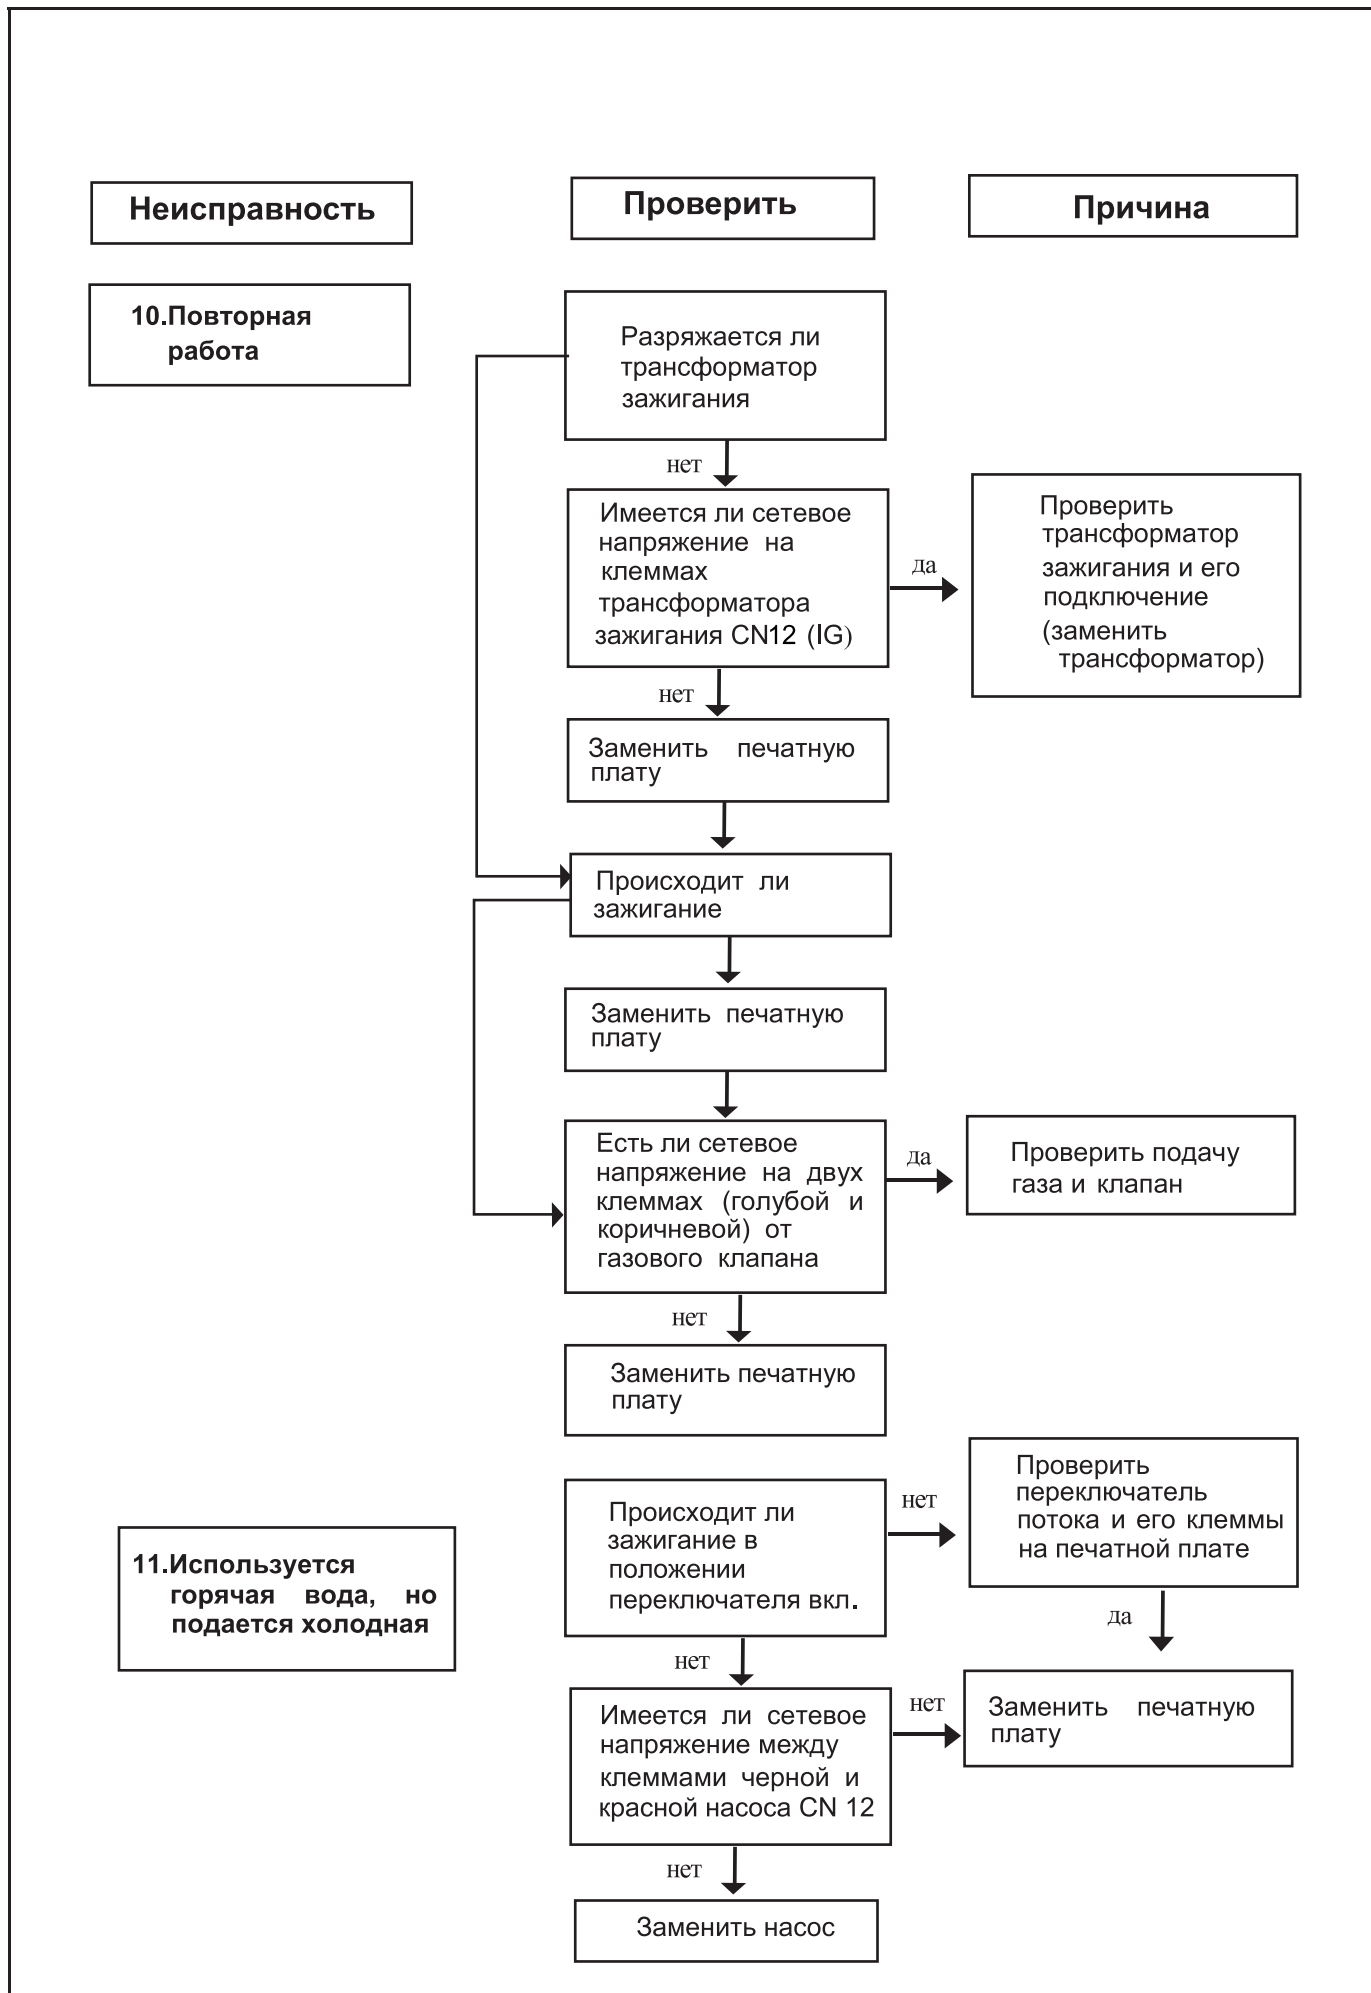 Неисправность
Проверить
Причина
10.Повторная
работа
Разряжается ли
трансформатор
зажигания
нет
Имеется ли сетевое
напряжение на
клеммах
трансформатора
зажигания CN12 (IG)
да
Проверить
трансформатор
зажигания и его
подключение
(заменить
трансформатор)
нет
Заменить печатную
плату
Происходит ли
зажигание
Заменить печатную
плату
Есть ли сетевое
напряжение на двух
клеммах (голубой и
коричневой) от
газового клапана
да
Проверить подачу
газа и клапан
нет
Заменить печатную
плату
11.Используется
горячая вода, но
подается холодная
Происходит ли
зажигание в
положении
переключателя вкл.
нет
Проверить
переключатель
потока и его клеммы
на печатной плате
да
нет
Имеется ли сетевое
напряжение между
клеммами черной и
красной насоса CN 12
нет
Заменить печатную
плату
нет
Заменить насос